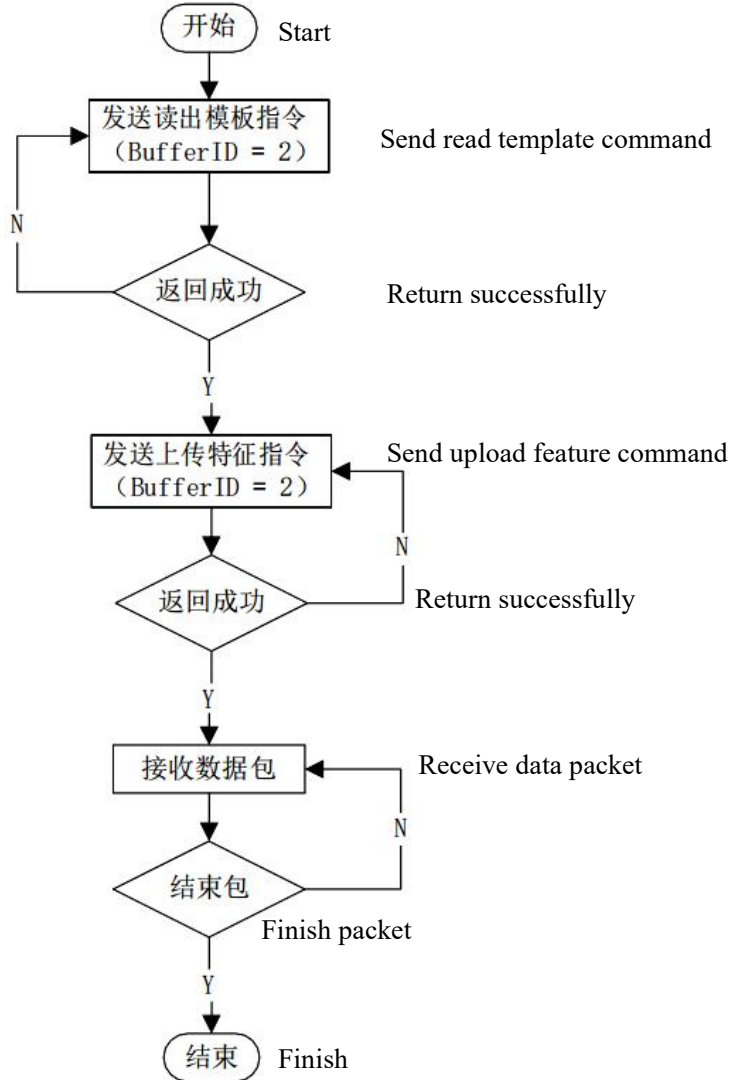 开始
Start
发送读出模板指令
（BufferID = 2）
Send read template command
N
返回成功
Return successfully
Y
发送上传特征指令
（BufferID = 2）
Send upload feature command
N
返回成功
Return successfully
Y
接收数据包
Receive data packet
N
结束包
Finish packet
Y
结束
Finish